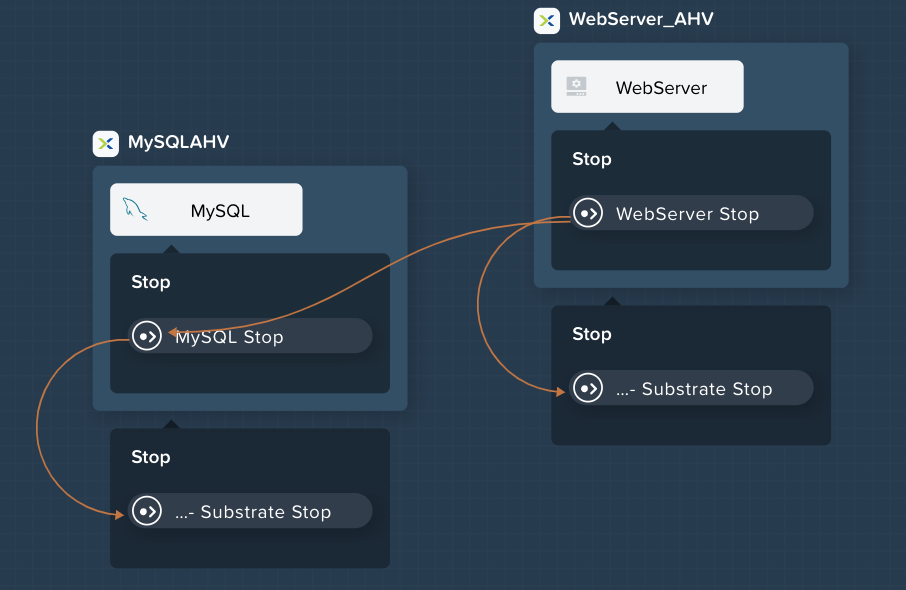 WebServer_AHV
WebServer
Stop
WebServer Stop
Stop
...- Substrate Stop
MySQLAHV
MySQL
Stop
MySQL Stop
Stop
...- Substrate Stop